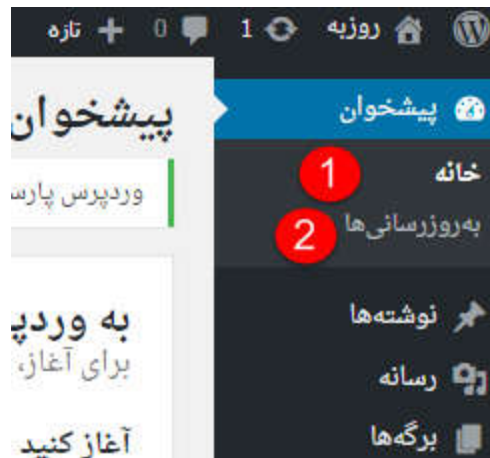 روزبه 1 0 تازه
پیشخوان
خانه
1
به‌روزرسانی‌ها
2
نوشته‌ها
رسانه
برگه‌ها
پیشخوان
وردپرس پارس
به وردپ
برای آغاز،
آغاز کنید